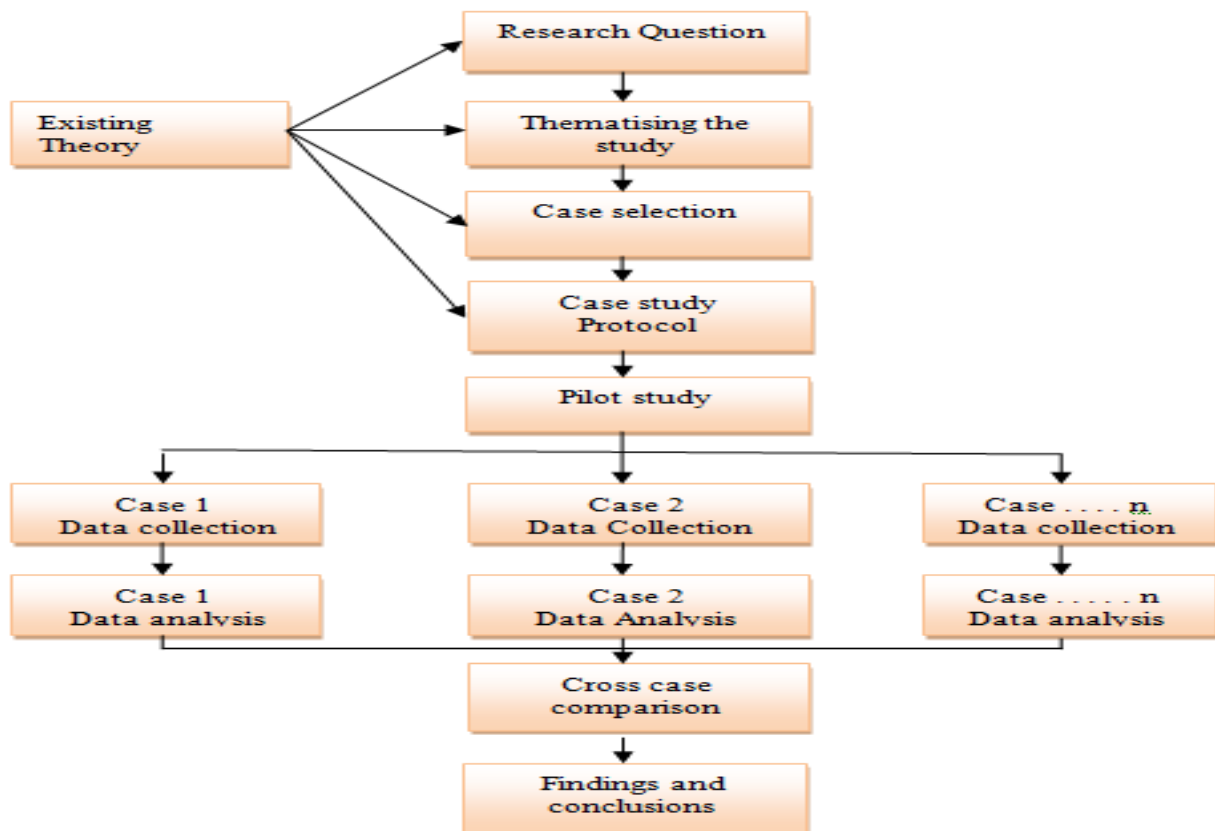 Research Question
Existing
Theory
Thematising the
study
Case selection
Case study
Protocol
Pilot study
Case 1
Data collection
Case 2
Data Collection
Case . . . . n
Data collection
Case 1
Data analysis
Case 2
Data Analysis
Case . . . . . n
Data analysis
Cross case
comparison
Findings and
conclusions